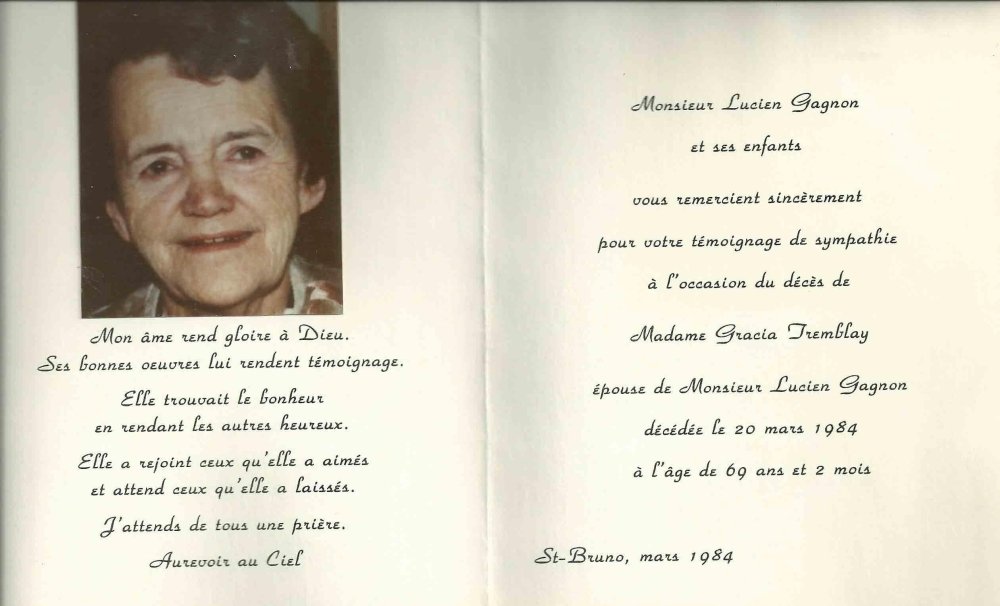 Mon âme rend gloire à Dieu.
Ses bonnes oeuvres lui rendent témoignage.
Elle trouvait le bonheur
en rendant les autres heureux.
Elle a rejoint ceux qu'elle a aimés
et attend ceux qu'elle a laissés.
J'attends de tous une prière.
Aurevoir au Ciel
Monsieur Lucien Gagnon
et ses enfants
vous remercient sincèrement
pour votre témoignage de sympathie
à l'occasion du décès de
Madame Gracia Tremblay
épouse de Monsieur Lucien Gagnon
décédée le 20 mars 1984
à l'âge de 69 ans et 2 mois
St-Bruno, mars 1984